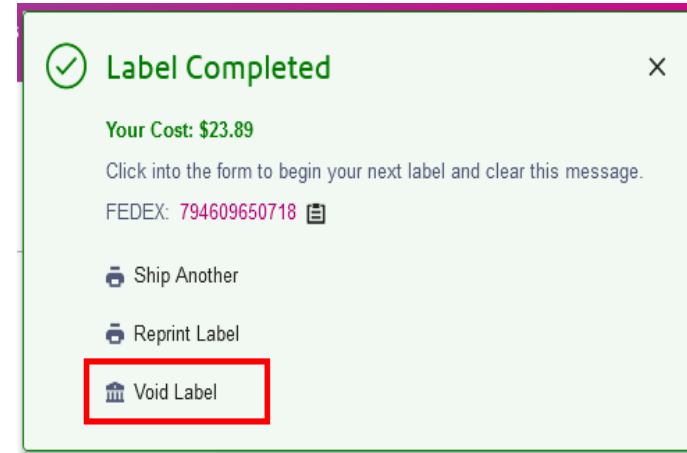 Label Completed
Your Cost: $23.89
Click into the form to begin your next label and clear this message.
FEDEX: 794609650718
Ship Another
Reprint Label
Void Label